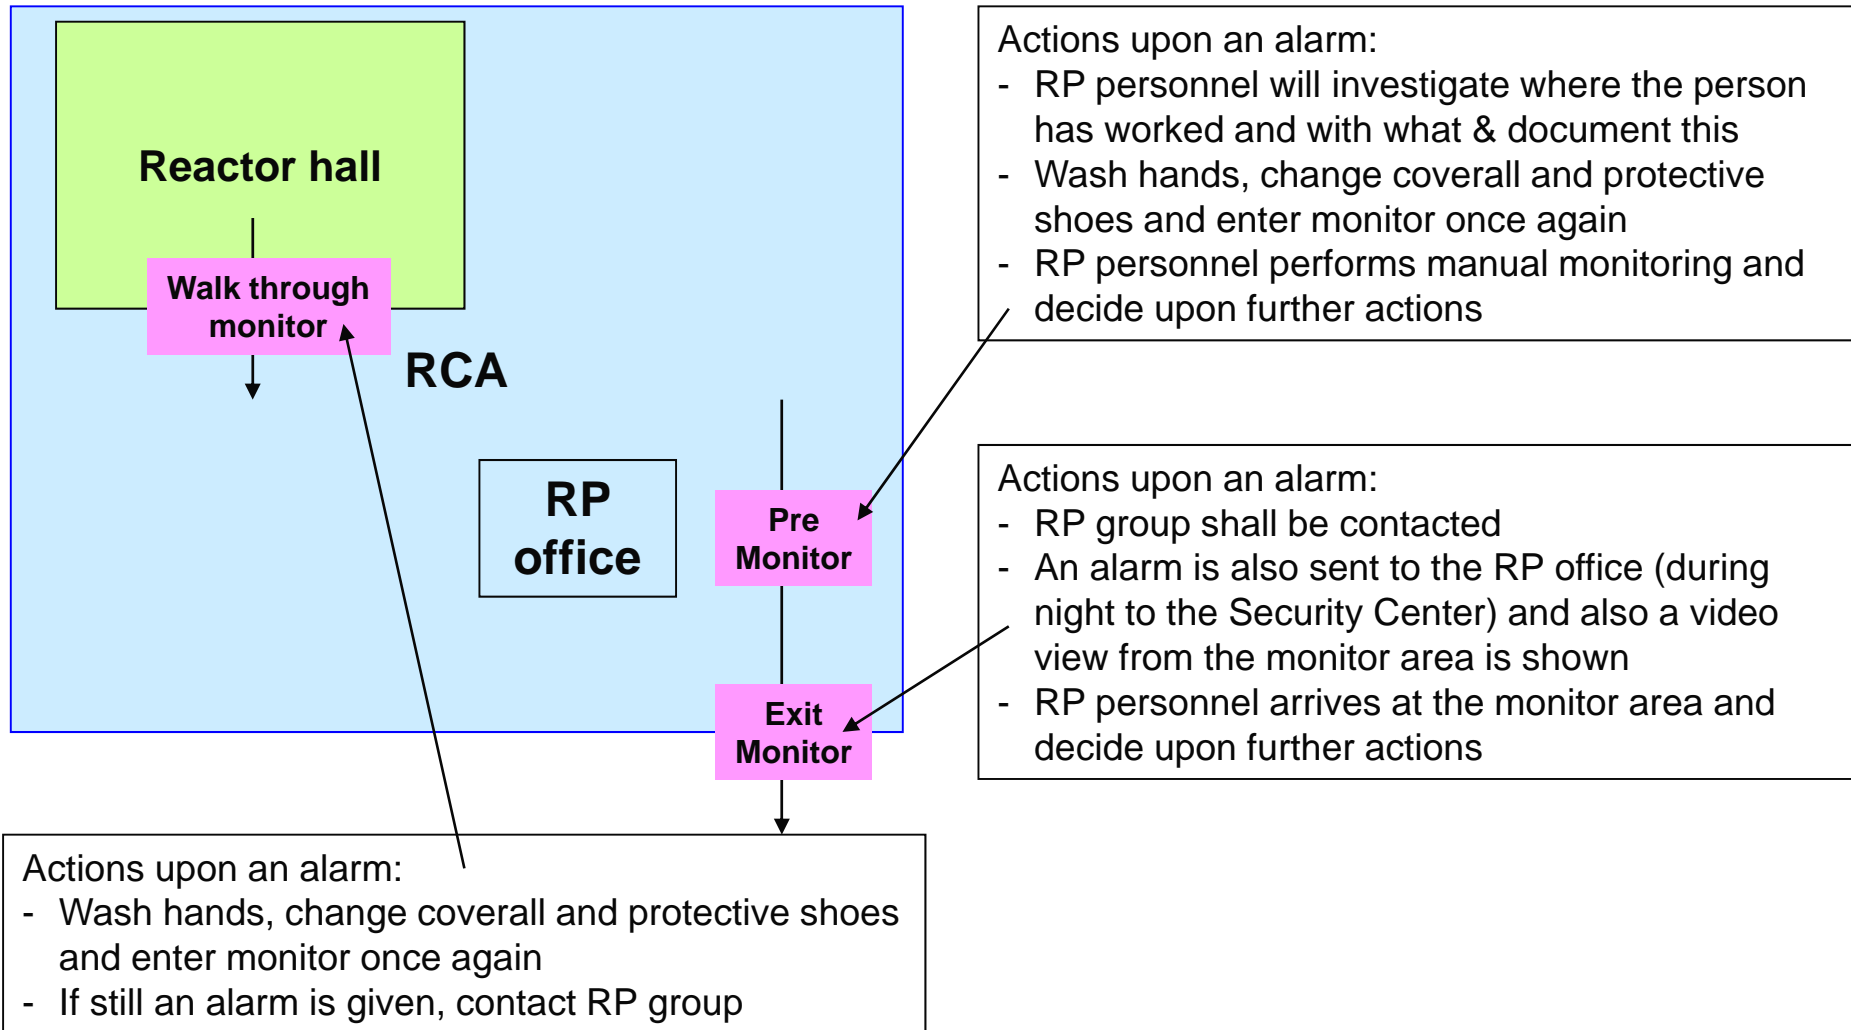 Reactor hall
Walk through
monitor
RCA
RP
office
Pre
Monitor
Exit
Monitor
Actions upon an alarm:
- RP personnel will investigate where the person
has worked and with what & document this
- Wash hands, change coverall and protective
shoes and enter monitor once again
- RP personnel performs manual monitoring and
decide upon further actions
Actions upon an alarm:
- RP group shall be contacted
- An alarm is also sent to the RP office (during
night to the Security Center) and also a video
view from the monitor area is shown
- RP personnel arrives at the monitor area and
decide upon further actions
Actions upon an alarm:
- Wash hands, change coverall and protective shoes
and enter monitor once again
- If still an alarm is given, contact RP group